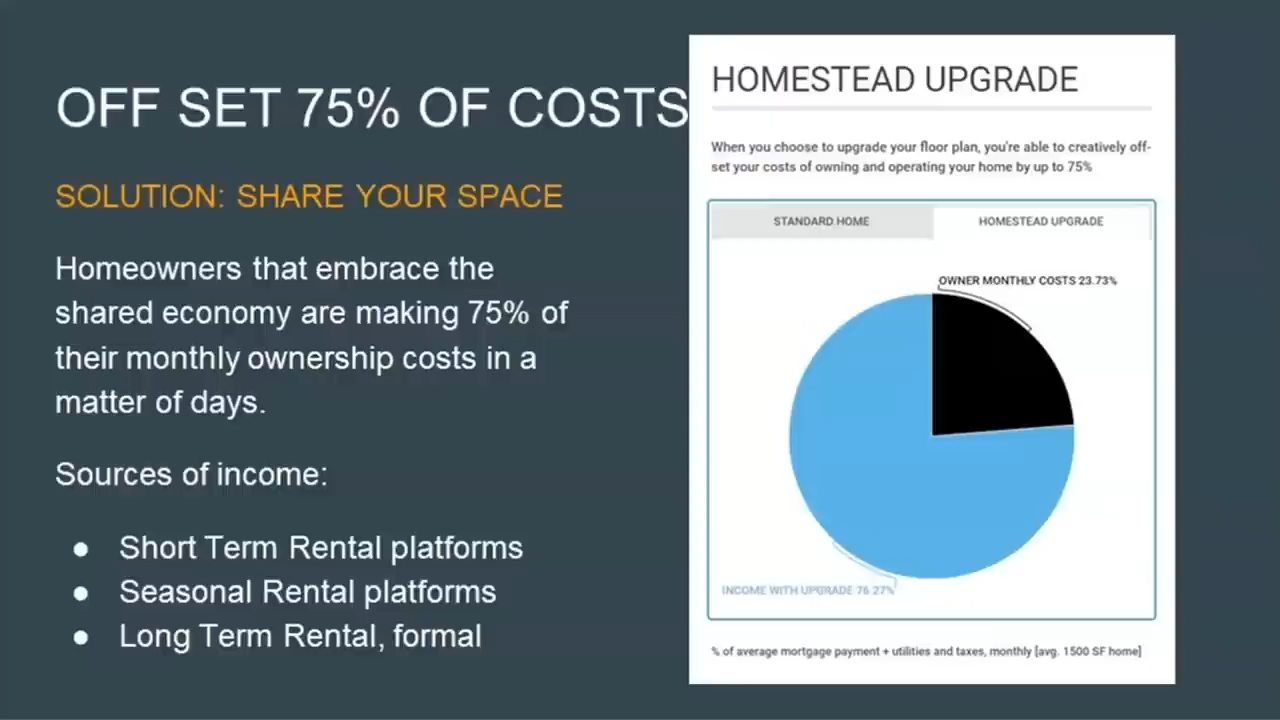 OFF SET 75% OF COSTS
SOLUTION: SHARE YOUR SPACE
Homeowners that embrace the
shared economy are making 75% of
their monthly ownership costs in a
matter of days.
Sources of income:
● Short Term Rental platforms
● Seasonal Rental platforms
● Long Term Rental, formal
HOMESTEAD UPGRADE
When you choose to upgrade your floor plan, you're able to creatively off-
set your costs of owning and operating your home by up to 75%
STANDARD HOME
HOMESTEAD UPGRADE
OWNER MONTHLY COSTS 23.73%
INCOME WITH UPGRADE 76.27%
% of average mortgage payment + utilities and taxes, monthly [avg. 1500 SF home]